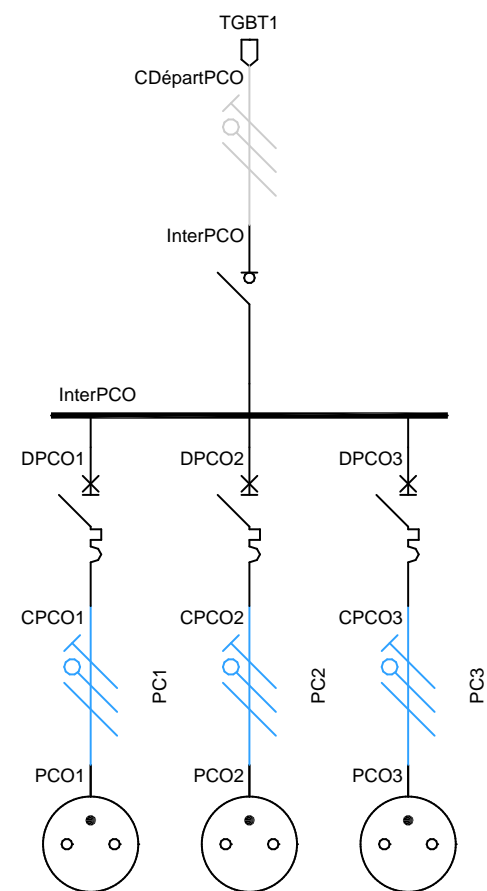 TGBT1
CDépartPCO
InterPCO
InterPCO
DPCO1 DPCO2 DPCO3
CPCO1 CPCO2 CPCO3
PC1 PC2 PC3
PCO1 PCO2 PCO3